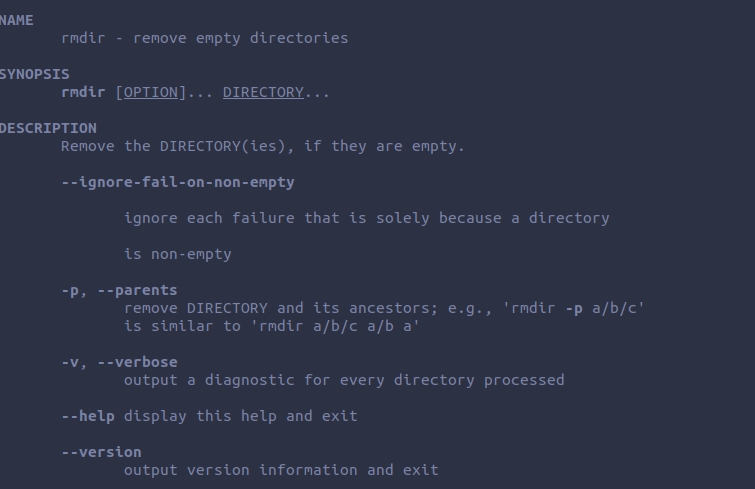 NAME
rmdir - remove empty directories
SYNOPSIS
rmdir [OPTION]... DIRECTORY...
DESCRIPTION
Remove the DIRECTORY(ies), if they are empty.
--ignore-fail-on-non-empty
ignore each failure that is solely because a directory
is non-empty
-p, --parents
remove DIRECTORY and its ancestors; e.g., 'rmdir -p a/b/c'
is similar to 'rmdir a/b/c a/b a'
-v, --verbose
output a diagnostic for every directory processed
--help display this help and exit
--version
output version information and exit